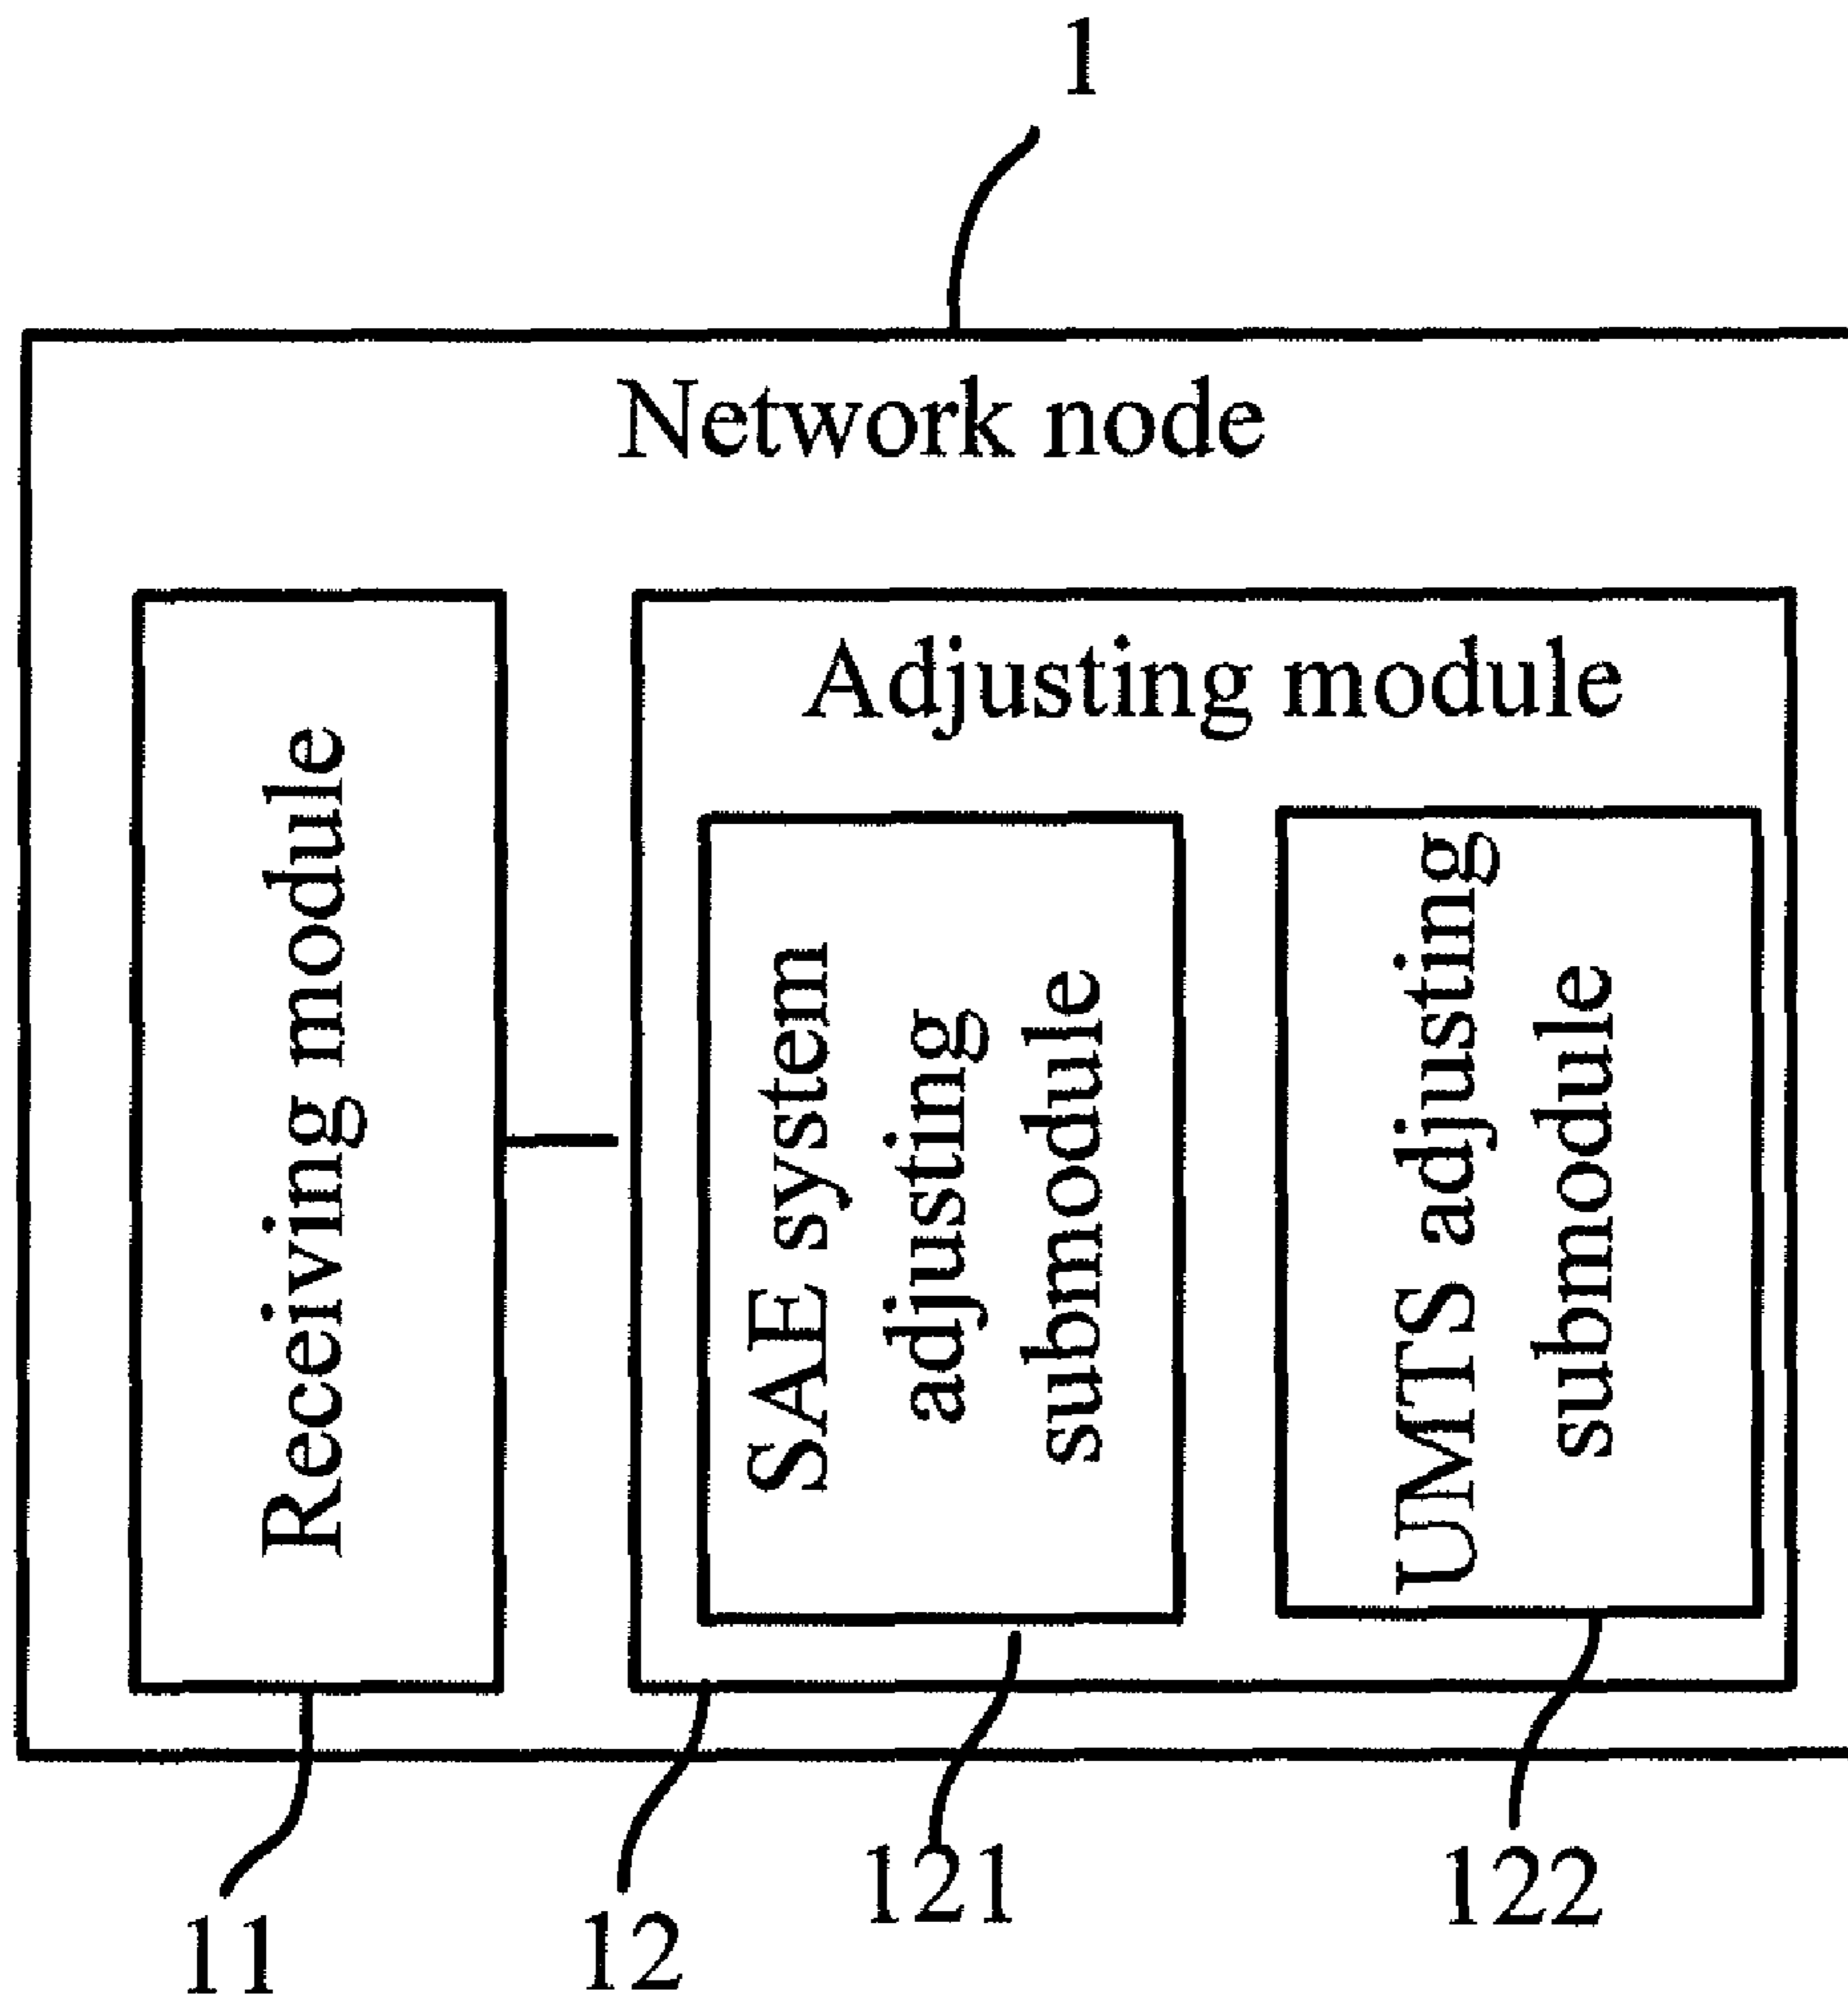 1
Network node
Receiving module
Adjusting module
SAE system
adjusting
submodule
UMTS adjusting
submodule
11
12
121
122